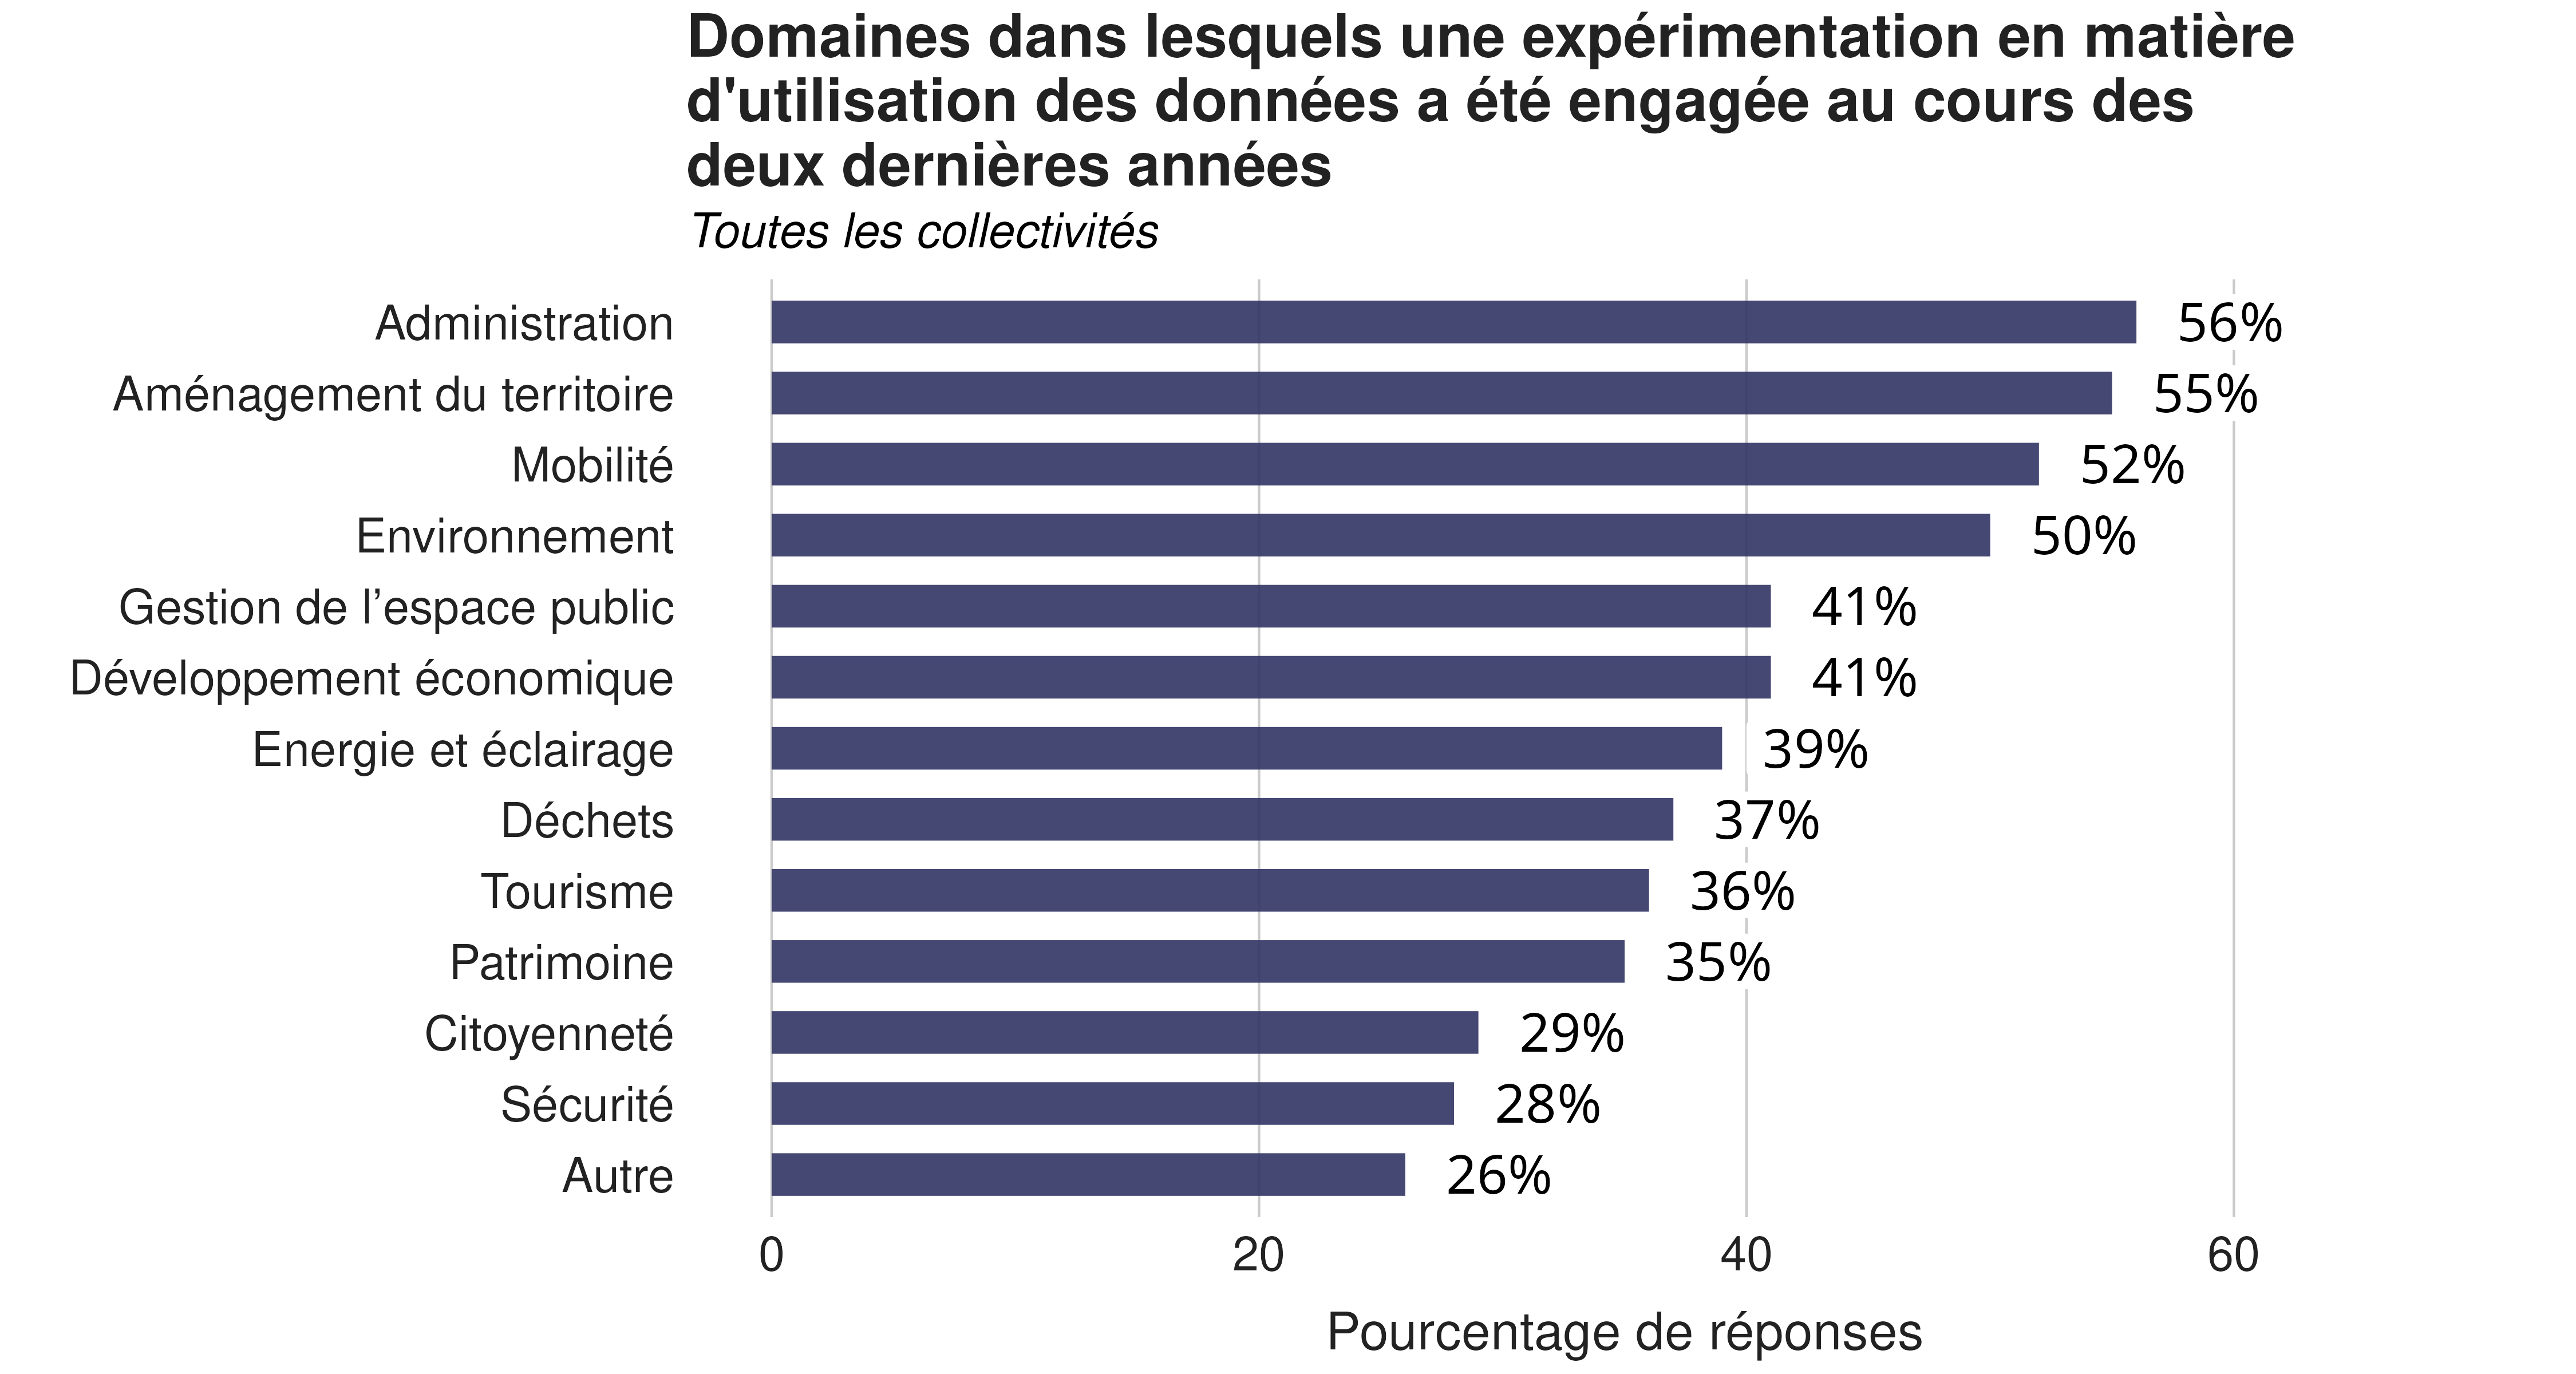 Domaines dans lesquels une expérimentation en matière
d'utilisation des données a été engagée au cours des
deux dernières années
Toutes les collectivités
Administration 56%
Aménagement du territoire 55%
Mobilité 52%
Environnement 50%
Gestion de l’espace public 41%
Développement économique 41%
Energie et éclairage 39%
Déchets 37%
Tourisme 36%
Patrimoine 35%
Citoyenneté 29%
Sécurité 28%
Autre 26%
0 20 40 60
Pourcentage de réponses